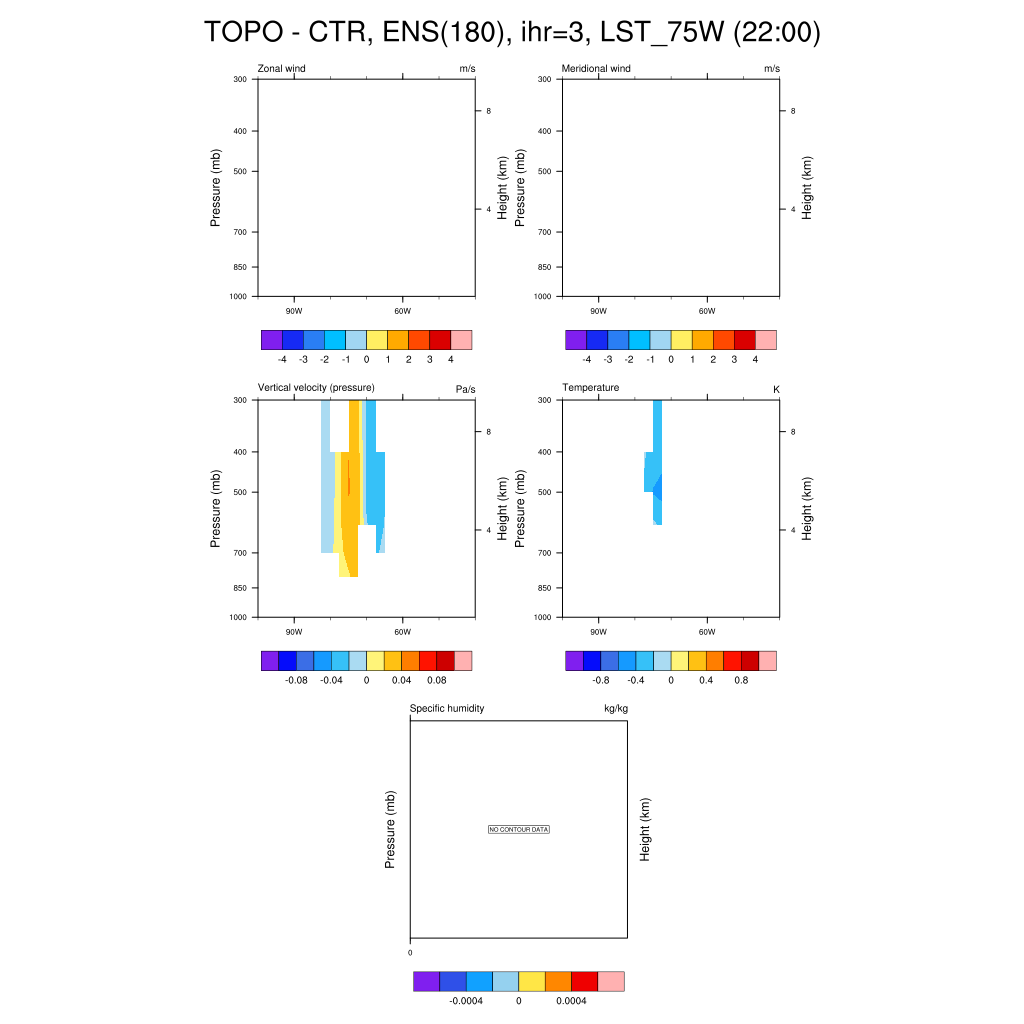 TOPO - CTR, ENS(180), ihr=3, LST_75W (22:00)
Zonal wind m/s
300
400
500
700
850
1000
Pressure (mb)
8
4
Height (km)
90W 60W
-4 -3 -2 -1 0 1 2 3 4
Meridional wind m/s
300
400
500
700
850
1000
Pressure (mb)
8
4
Height (km)
90W 60W
-4 -3 -2 -1 0 1 2 3 4
Vertical velocity (pressure) Pa/s
300
400
500
700
850
1000
Pressure (mb)
8
4
Height (km)
90W 60W
-0.08 -0.04 0 0.04 0.08
Temperature K
300
400
500
700
850
1000
Pressure (mb)
8
4
Height (km)
90W 60W
-0.8 -0.4 0 0.4 0.8
Specific humidity kg/kg
Pressure (mb)
NO CONTOUR DATA
Height (km)
0
-0.0004 0 0.0004